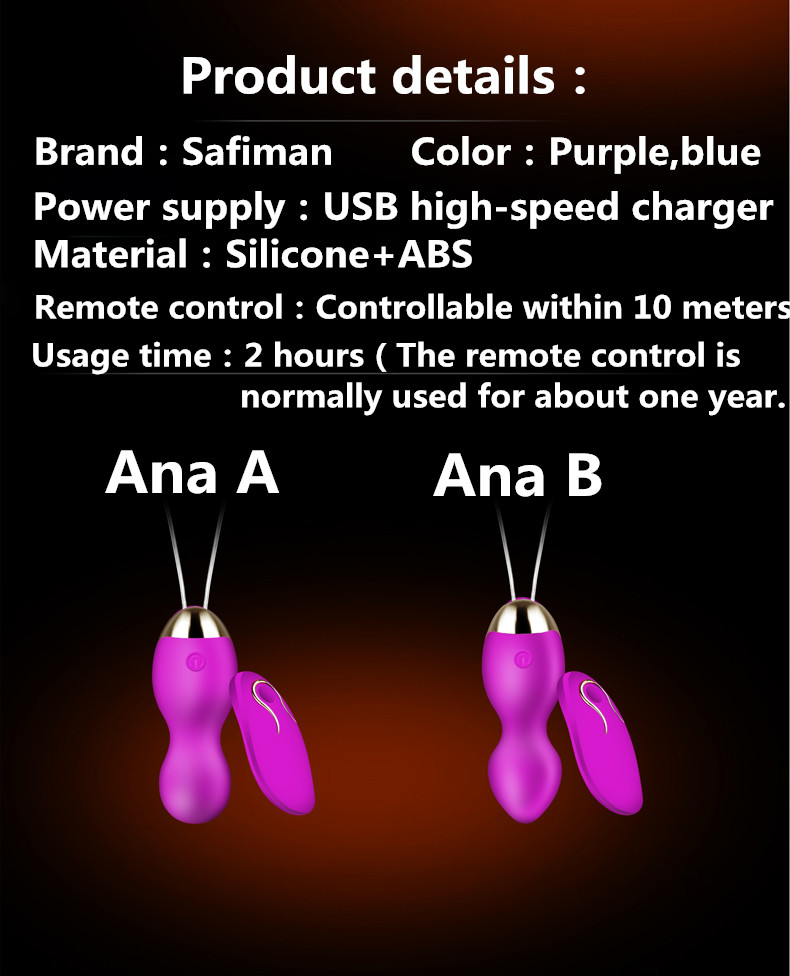 Product details：
Brand：Safiman Color：Purple,blue
Power supply：USB high-speed charger
Material：Silicone+ABS
Remote control：Controllable within 10 meters
Usage time：2 hours ( The remote control is
normally used for about one year.
Ana A Ana B